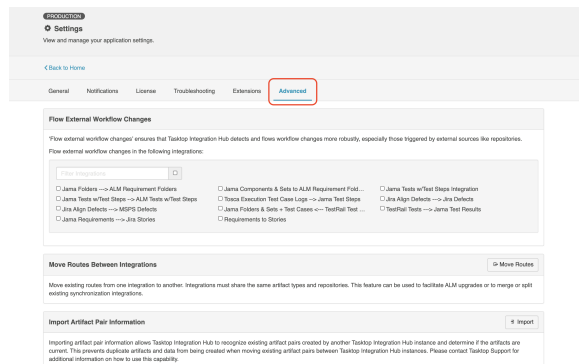 PRODUCTION
Settings
View and manage your application settings.
Back to Home
General Notifications License Troubleshooting Extensions Advanced
Flow External Workflow Changes
'Flow external workflow changes' ensures that Tasktop Integration Hub detects and flows workflow changes more robustly, especially those triggered by external sources like repositories.
Flow external workflow changes in the following integrations:
Filter integrations
Jama Folders ---> ALM Requirement Folders Jama Components & Sets to ALM Requirement Fold... Jama Tests w/Test Steps Integration
Jama Tests w/Test Steps --> ALM Tests w/Test Steps Tosca Execution Test Case Logs --> Jama Test Steps Jira Align Defects ---> Jira Defects
Jira Align Defects ---> MSPS Defects Jama Folders & Sets + Test Cases <--- TestRail Test ... TestRail Tests ---> Jama Test Results
Jama Requirements ---> Jira Stories Requirements to Stories
Move Routes Between Integrations Move Routes
Move existing routes from one integration to another. Integrations must share the same artifact types and repositories. This feature can be used to facilitate ALM upgrades or to merge or split
existing synchronization integrations.
Import Artifact Pair Information Import
Importing artifact pair information allows Tasktop Integration Hub to recognize existing artifact pairs created by another Tasktop Integration Hub instance and determine if the artifacts are
current. This prevents duplicate artifacts and data from being created when moving existing artifact pairs between Tasktop Integration Hub instances. Please contact Tasktop Support for
additional information on how to use this capability.